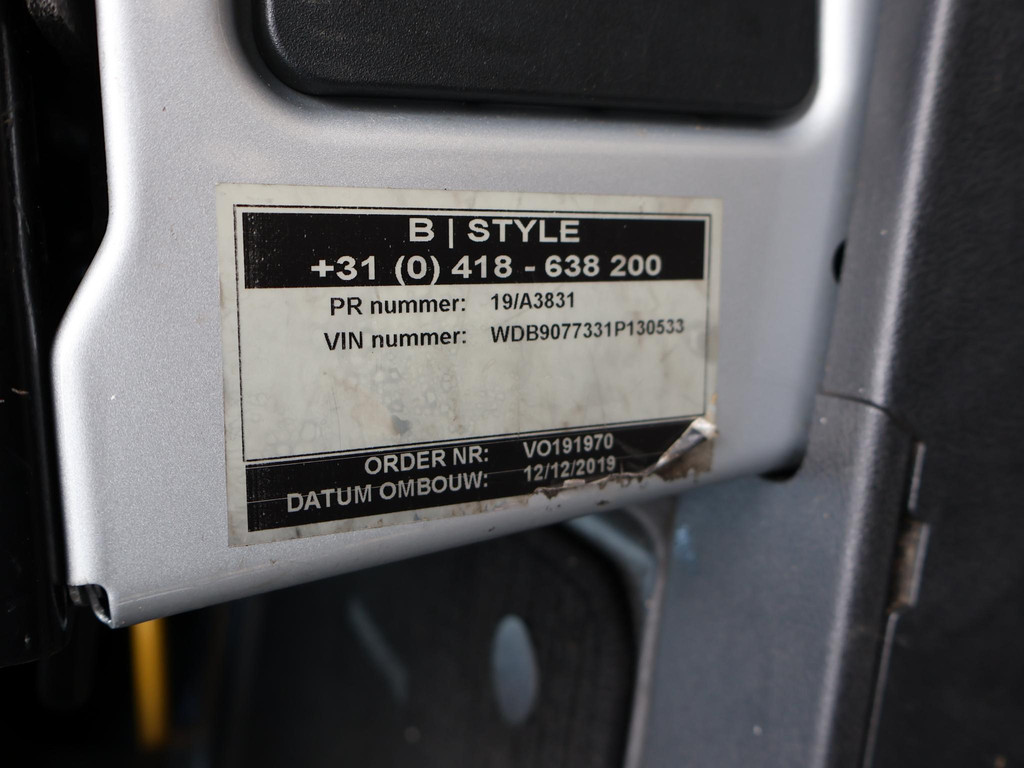 B | STYLE
+31 (0) 418 - 638 200
PR nummer: 19/A3831
VIN nummer: WDB9077331P130533
ORDER NR: VO191970
DATUM OMBOUW: 12/12/2019